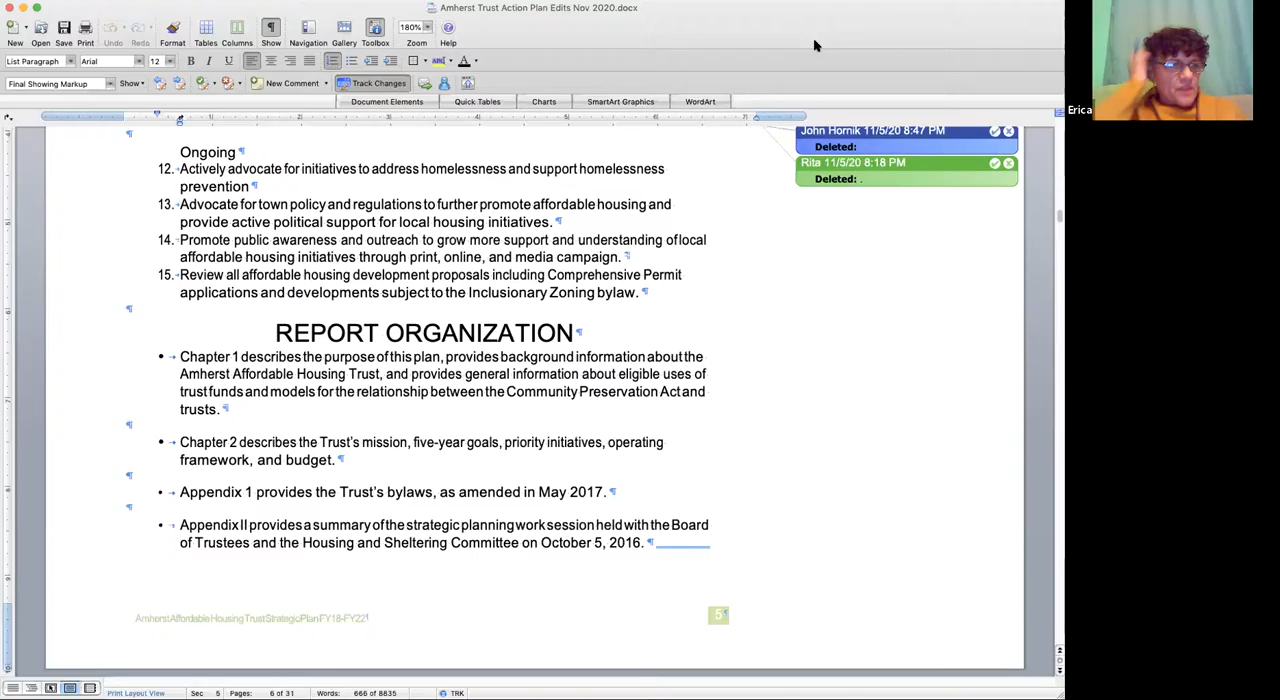 Amherst Trust Action Plan Edits Nov 2020.docx
New Open Save Print Undo Redo Format Tables Columns Show Navigation Gallery Toolbox 180% Zoom Help
List Paragraph Arial 12 B I U
Final Showing Markup Show New Comment Track Changes
Document Elements Quick Tables Charts SmartArt Graphics WordArt
Ongoing
12. Actively advocate for initiatives to address homelessness and support homelessness
prevention
13. Advocate for town policy and regulations to further promote affordable housing and
provide active political support for local housing initiatives.
14. Promote public awareness and outreach to grow more support and understanding of local
affordable housing initiatives through print, online, and media campaign.
15. Review all affordable housing development proposals including Comprehensive Permit
applications and developments subject to the Inclusionary Zoning bylaw.
REPORT ORGANIZATION
• Chapter 1 describes the purpose of this plan, provides background information about the
Amherst Affordable Housing Trust, and provides general information about eligible uses of
trust funds and models for the relationship between the Community Preservation Act and
trusts.
• Chapter 2 describes the Trust's mission, five-year goals, priority initiatives, operating
framework, and budget.
• Appendix 1 provides the Trust's bylaws, as amended in May 2017.
• Appendix II provides a summary of the strategic planning work session held with the Board
of Trustees and the Housing and Sheltering Committee on October 5, 2016.
Amherst Affordable Housing Trust Strategic Plan FY18-FY22
5
John Hornik 11/5/20 8:47 PM
Deleted:
Rita 11/5/20 8:18 PM
Deleted: .
Erica
Print Layout View Sec 5 Pages: 6 of 31 Words: 666 of 8835 TRK